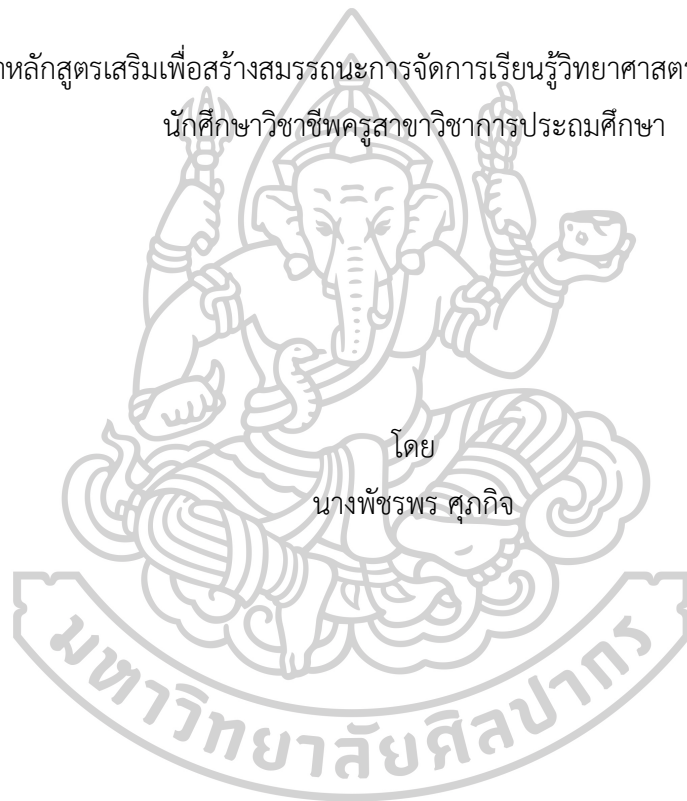 หลักสูตรเสริมเพื่อสร้างสมรรถนะการจัดการเรียนรู้วิทยาศาสตร
นักศึกษาวิชาชีพครูสาขาวิชาการประถมศึกษา
โดย
นางพัชรพร ศุภกิจ
มหาวิทยาลัยศิลปากร